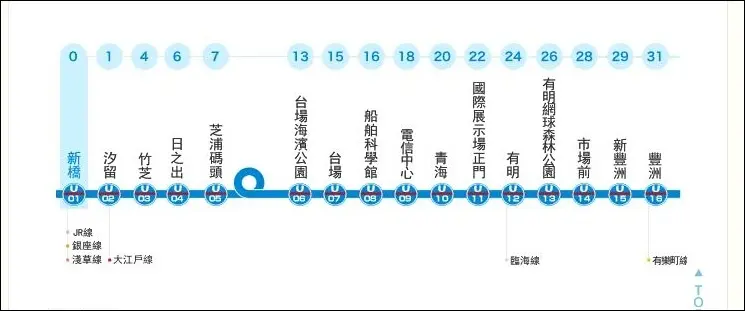 0 1 4 6 7 13 15 16 18 20 22 24 26 28 29 31
新橋
汐留
竹芝
日之出
芝浦碼頭
台場海濱公園
台場
船舶科學館
電信中心
青海
國際展示場正門
有明
有明網球森林公園
市場前
新豐洲
豐洲
U U U U U U U U U U U U U U U U
01 02 03 04 05 06 07 08 09 10 11 12 13 14 15 16
JR線
銀座線
淺草線
大江戶線
臨海線
有樂町線
TO